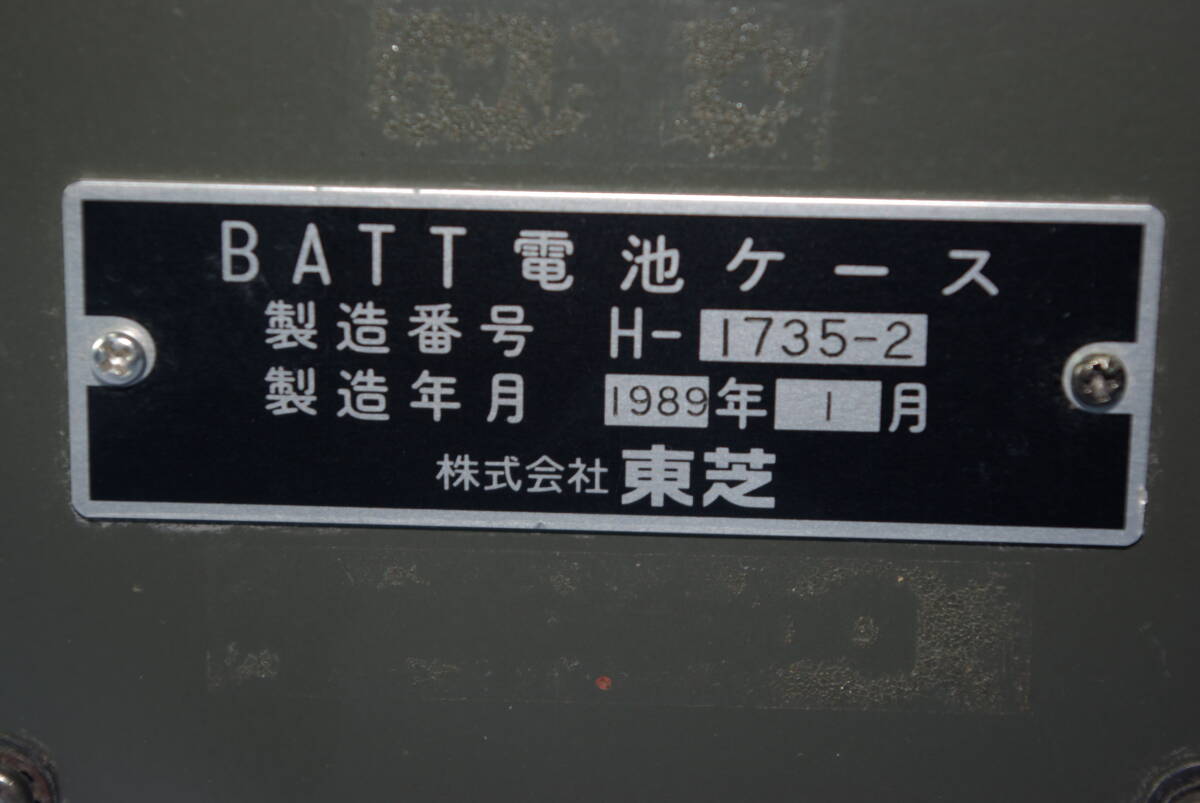 BATT電池ケース
製造番号 H-1735-2
製造年月 1989年1月
株式会社 東芝